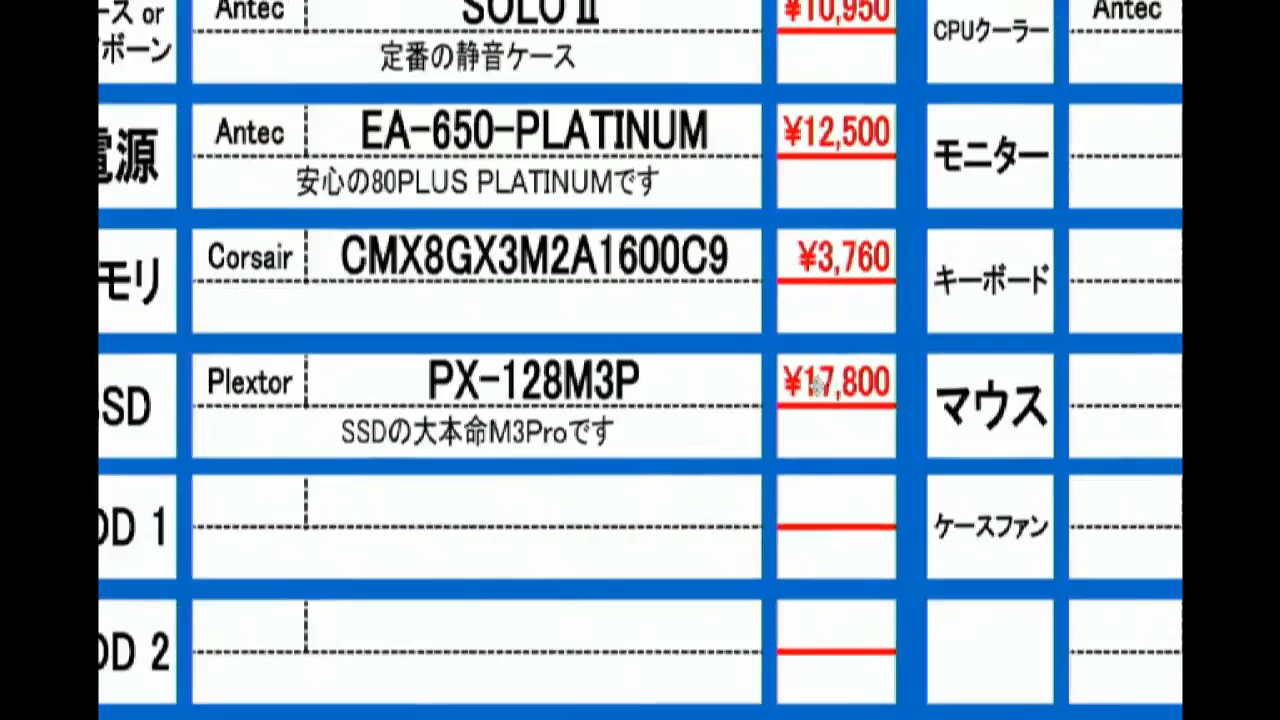 ース or
ボーン
Antec
SOLO Ⅱ
¥10,950
定番の静音ケース
CPUクーラー
Antec
電源
Antec
EA-650-PLATINUM
¥12,500
安心の80PLUS PLATINUMです
モニター
モリ
Corsair
CMX8GX3M2A1600C9
¥3,760
キーボード
SD
Plextor
PX-128M3P
¥17,800
SSDの大本命M3Proです
マウス
DD 1
ケースファン
DD 2